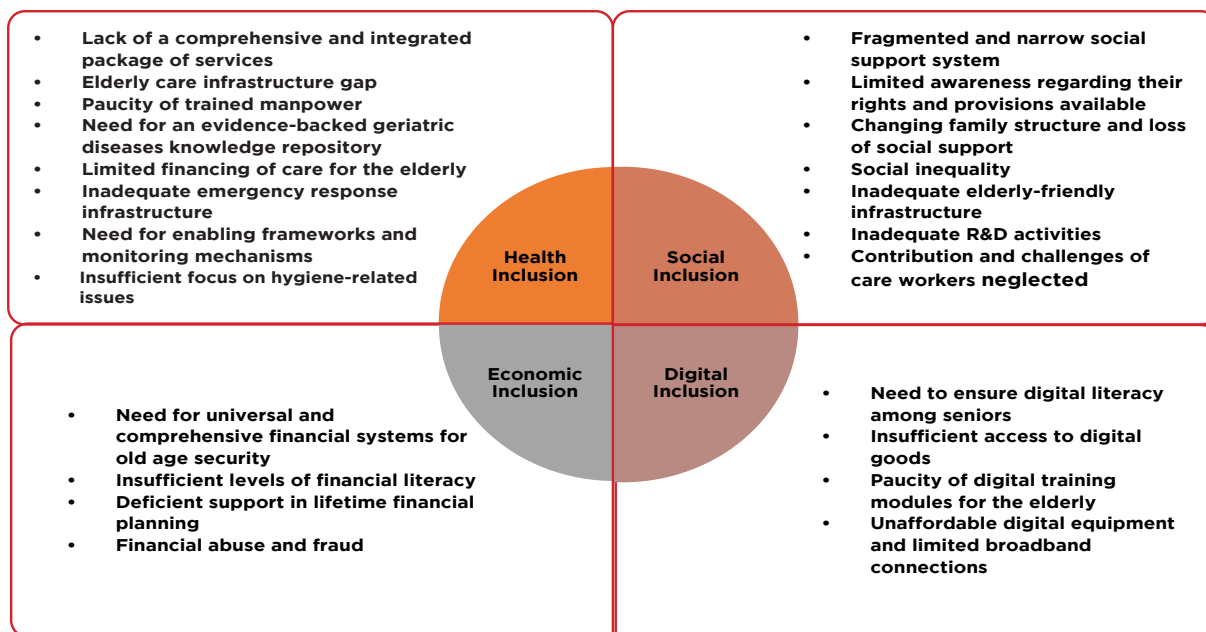 • Lack of a comprehensive and integrated
package of services
• Elderly care infrastructure gap
• Paucity of trained manpower
• Need for an evidence-backed geriatric
diseases knowledge repository
• Limited financing of care for the elderly
• Inadequate emergency response
infrastructure
• Need for enabling frameworks and
monitoring mechanisms
• Insufficient focus on hygiene-related
issues
• Fragmented and narrow social
support system
• Limited awareness regarding their
rights and provisions available
• Changing family structure and loss
of social support
• Social inequality
• Inadequate elderly-friendly
infrastructure
• Inadequate R&D activities
• Contribution and challenges of
care workers neglected
Health
Inclusion
Social
Inclusion
Economic
Inclusion
Digital
Inclusion
• Need for universal and
comprehensive financial systems for
old age security
• Insufficient levels of financial literacy
• Deficient support in lifetime financial
planning
• Financial abuse and fraud
• Need to ensure digital literacy
among seniors
• Insufficient access to digital
goods
• Paucity of digital training
modules for the elderly
• Unaffordable digital equipment
and limited broadband
connections